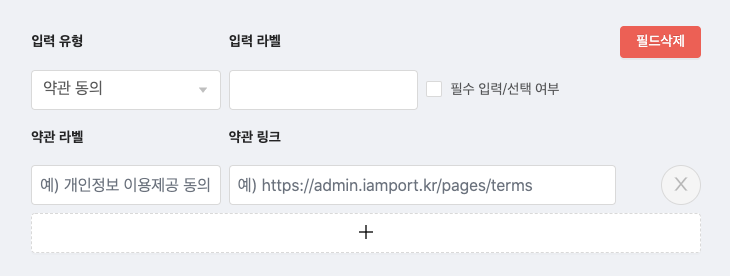 입력 유형
입력 라벨
필드삭제
약관 동의
필수 입력/선택 여부
약관 라벨
약관 링크
예) 개인정보 이용제공 동의
예) https://admin.iamport.kr/pages/terms
X
+